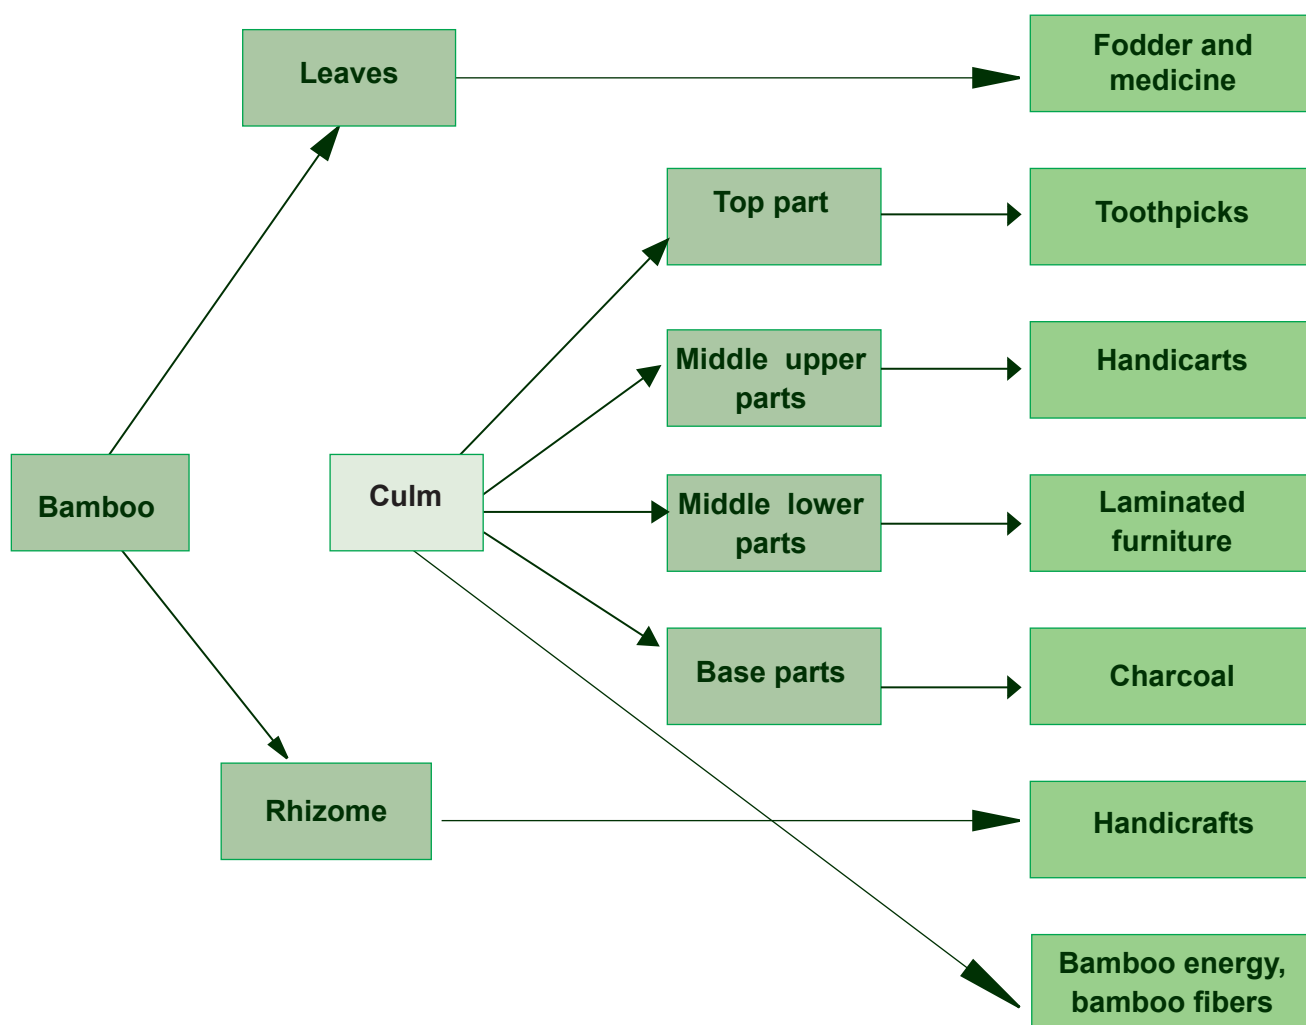 Leaves
Fodder and
medicine
Top part
Toothpicks
Middle upper
parts
Handicarts
Bamboo
Culm
Middle lower
parts
Laminated
furniture
Base parts
Charcoal
Rhizome
Handicrafts
Bamboo energy,
bamboo fibers